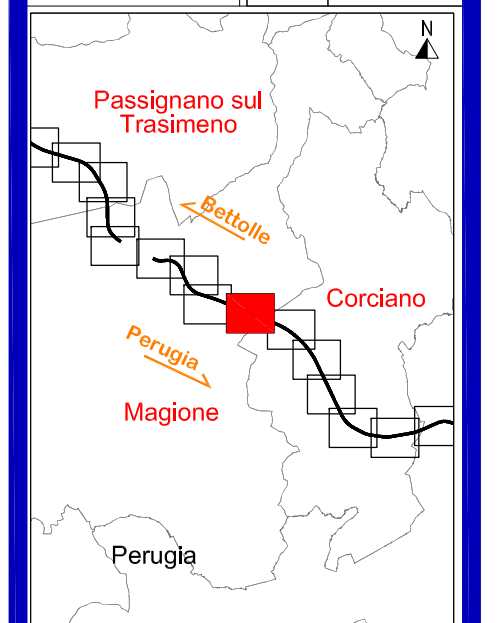 N
Passignano sul
Trasimeno
Bettolle
Corciano
Perugia
Magione
Perugia